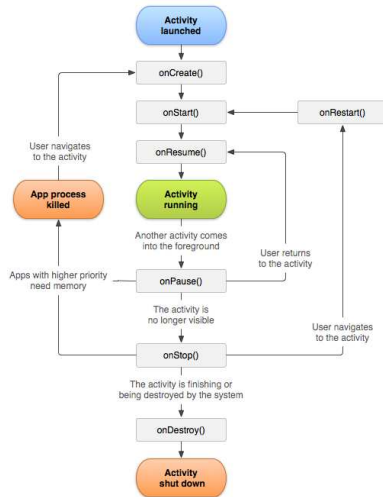 Activity
launched
onCreate()
onStart()
onRestart()
User navigates
to the activity
onResume()
App process
killed
Activity
running
Another activity comes
into the foreground
User returns
to the activity
Apps with higher priority
need memory
onPause()
The activity is
no longer visible
User navigates
to the activity
onStop()
The activity is finishing or
being destroyed by the system
onDestroy()
Activity
shut down